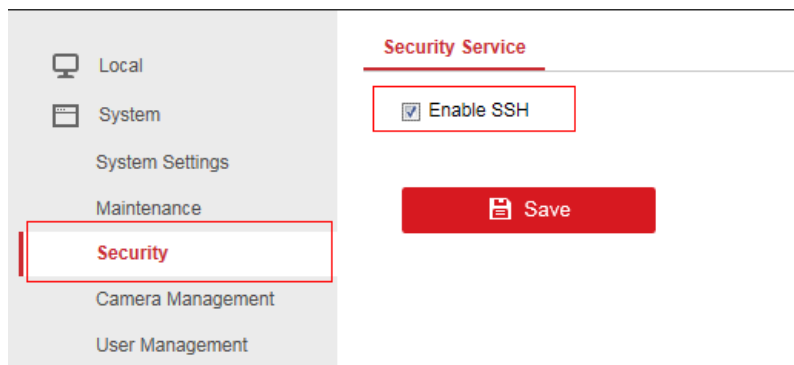 Local
System
System Settings
Maintenance
Security
Camera Management
User Management
Security Service
Enable SSH
Save